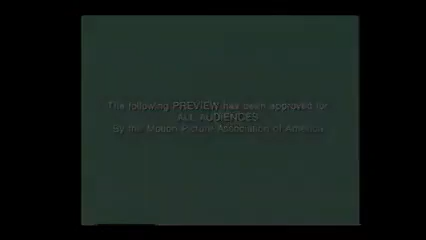 The following PREVIEW has been approved for
ALL AUDIENCES
By the Motion Picture Association of America